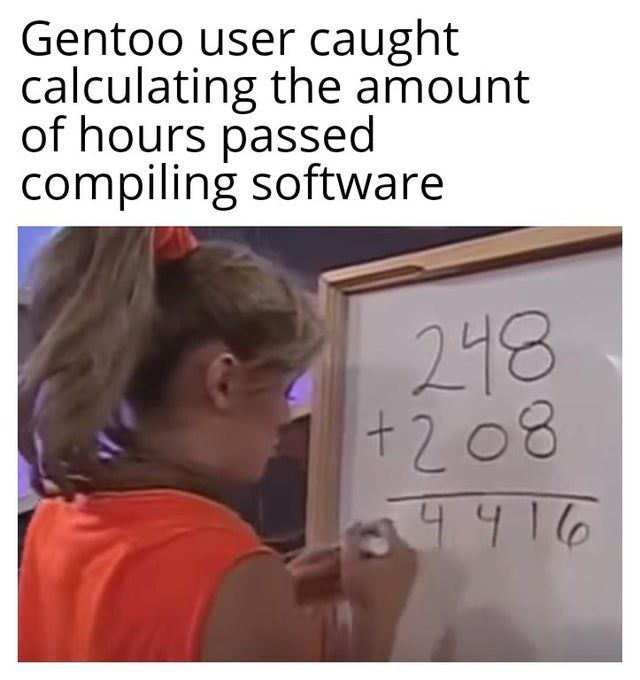 Gentoo user caught
calculating the amount
of hours passed
compiling software
248
+208
4416